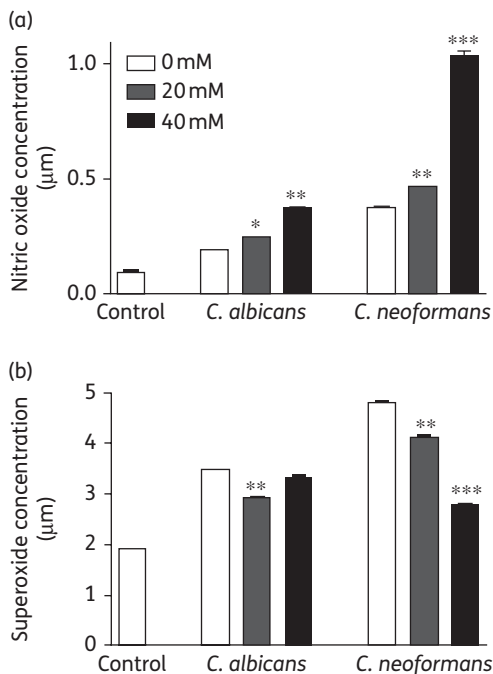 (a)
Nitric oxide concentration
(µm)
1.0
0.5
0.0
0 mM
20 mM
40 mM
*
**
**
***
Control
C. albicans
C. neoformans
(b)
Superoxide concentration
(µm)
5
4
3
2
1
0
**
**
***
Control
C. albicans
C. neoformans